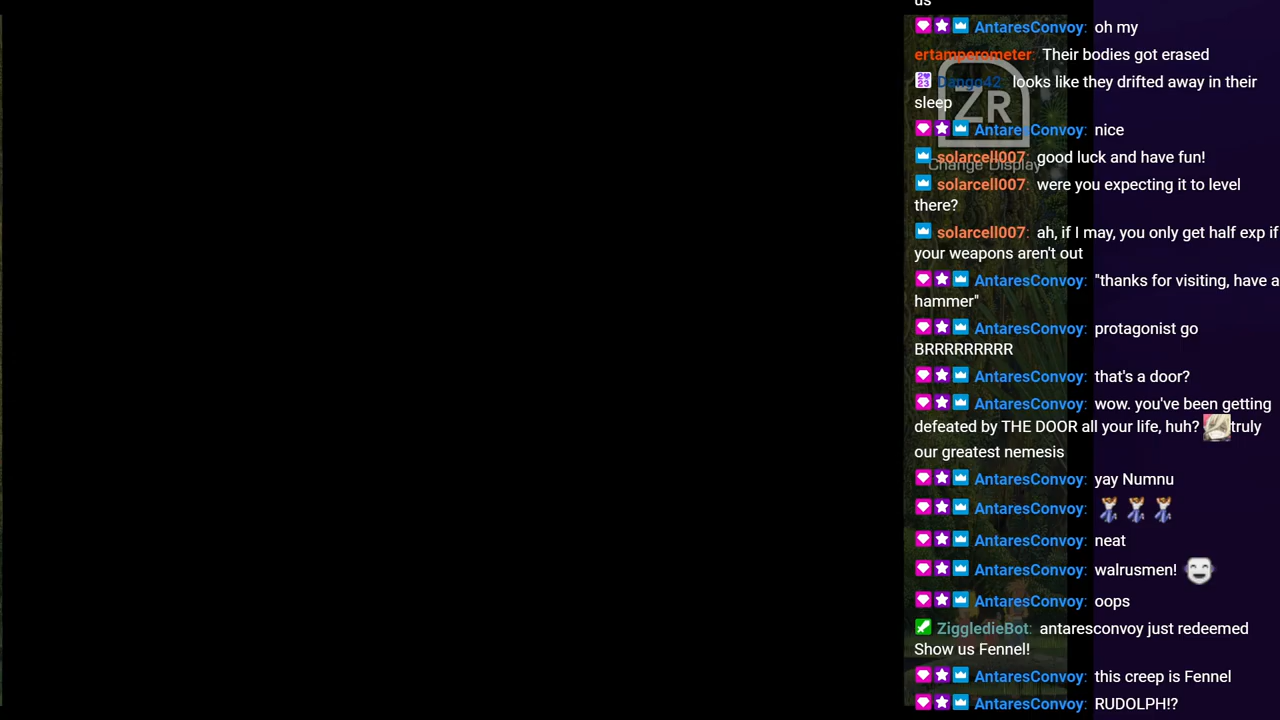 us
AntaresConvoy: oh my
ertamperometer: Their bodies got erased
Dango42: looks like they drifted away in their
sleep
ZR
AntaresConvoy: nice
solarcell007: good luck and have fun!
Change Display
solarcell007: were you expecting it to level
there?
solarcell007: ah, if I may, you only get half exp if
your weapons aren't out
AntaresConvoy: "thanks for visiting, have a
hammer"
AntaresConvoy: protagonist go
BRRRRRRRRR
AntaresConvoy: that's a door?
AntaresConvoy: wow. you've been getting
defeated by THE DOOR all your life, huh? truly
our greatest nemesis
AntaresConvoy: yay Numnu
AntaresConvoy:
AntaresConvoy: neat
AntaresConvoy: walrusmen!
AntaresConvoy: oops
ZiggledieBot: antaresconvoy just redeemed
Show us Fennel!
AntaresConvoy: this creep is Fennel
AntaresConvoy: RUDOLPH!?